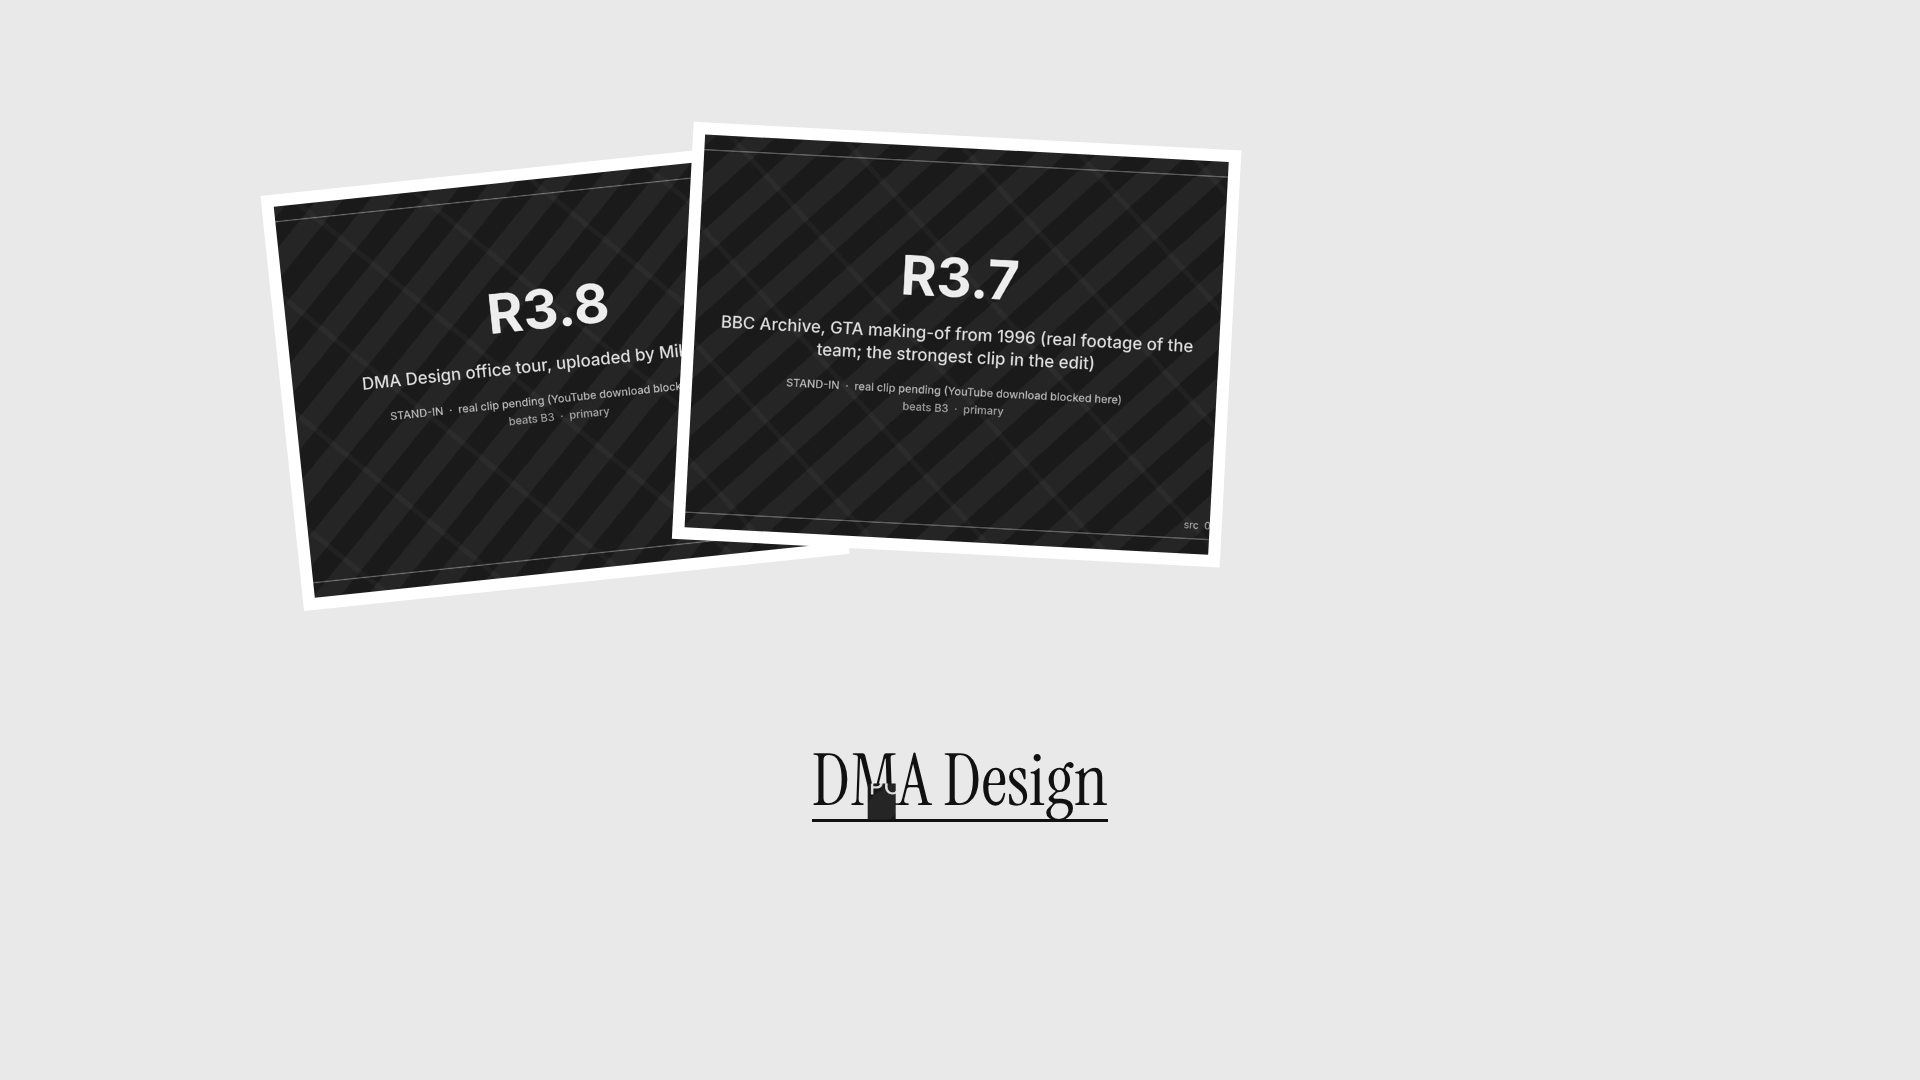 R3.8
DMA Design office tour, uploaded by
STAND-IN · real clip pending (YouTube download
beats B3 · primary
R3.7
BBC Archive, GTA making-of from 1996 (real footage of the
team; the strongest clip in the edit)
STAND-IN · real clip pending (YouTube download blocked here)
beats B3 · primary
src
DMA Design